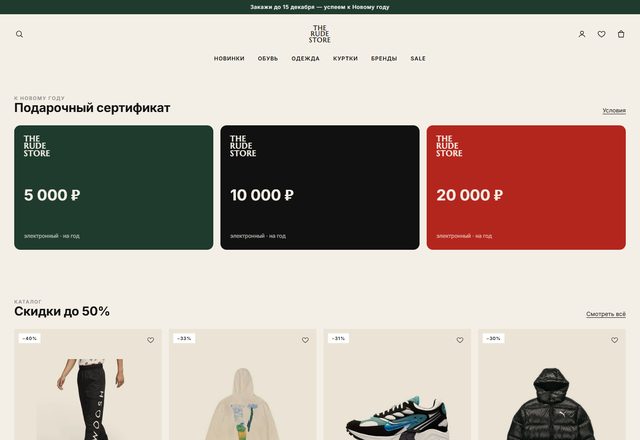 Закажи до 15 декабря — успеем к Новому году
THE
RUDE
STORE
НОВИНКИ ОБУВЬ ОДЕЖДА КУРТКИ БРЕНДЫ SALE
К НОВОМУ ГОДУ
Подарочный сертификат
Условия
THE
RUDE
STORE
5 000 ₽
электронный · на год
THE
RUDE
STORE
10 000 ₽
электронный · на год
THE
RUDE
STORE
20 000 ₽
электронный · на год
КАТАЛОГ
Скидки до 50%
Смотреть всё
−40%
−33%
−31%
−30%